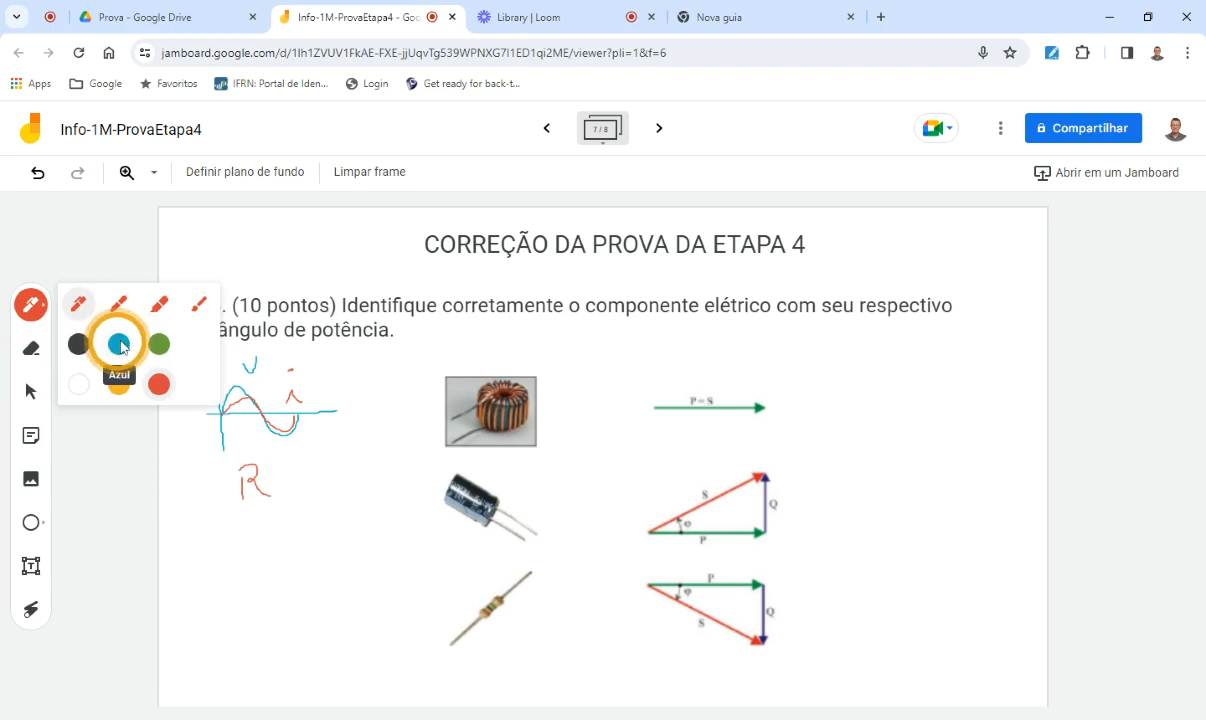 Prova - Google Drive
Info-1M-ProvaEtapa4 - Goo
Library | Loom
Nova guia
jamboard.google.com/d/1Ih1ZVUV1FkAE-FXE-jjUqvTg539WPNXG7I1ED1qi2ME/viewer?pli=1&f=6
Apps
Google
Favoritos
IFRN: Portal de Iden...
Login
Get ready for back-t...
Info-1M-ProvaEtapa4
7 / 8
Compartilhar
Definir plano de fundo
Limpar frame
Abrir em um Jamboard
CORREÇÃO DA PROVA DA ETAPA 4
. (10 pontos) Identifique corretamente o componente elétrico com seu respectivo
ângulo de potência.
Azul
V
i
R
P = S
S
φ
Q
P
P
φ
Q
S